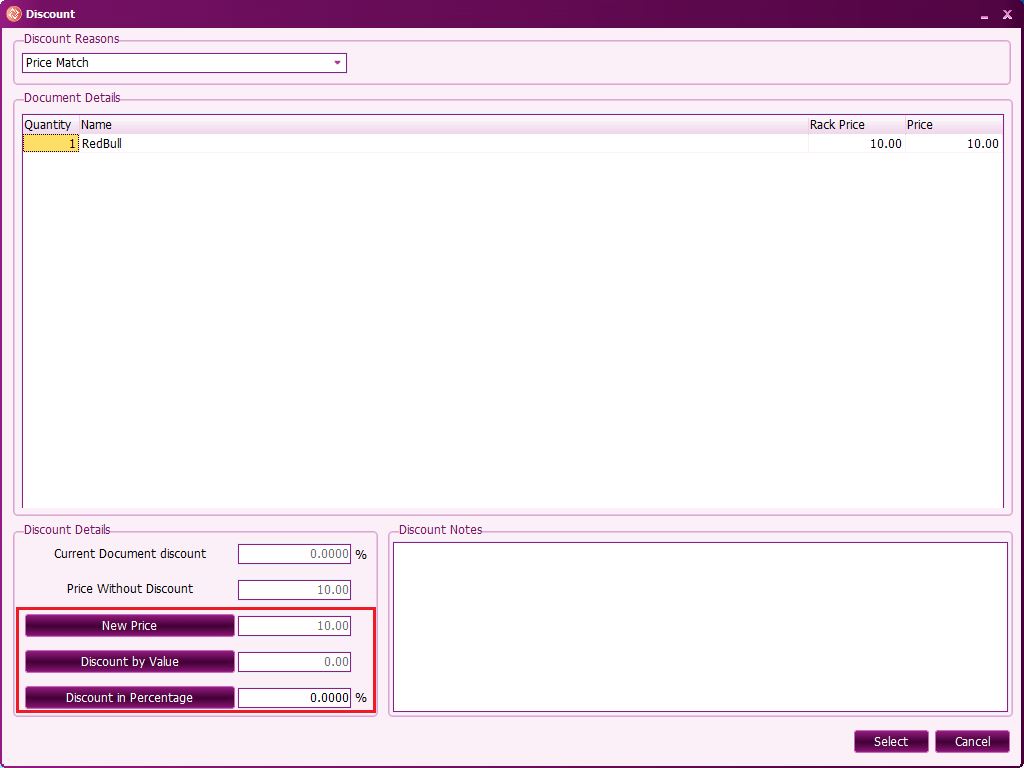 Discount
Discount Reasons
Price Match
Document Details
Quantity Name Rack Price Price
1 RedBull 10.00 10.00
Discount Details
Current Document discount 0.0000 %
Price Without Discount 10.00
New Price 10.00
Discount by Value 0.00
Discount in Percentage 0.0000 %
Discount Notes
Select Cancel